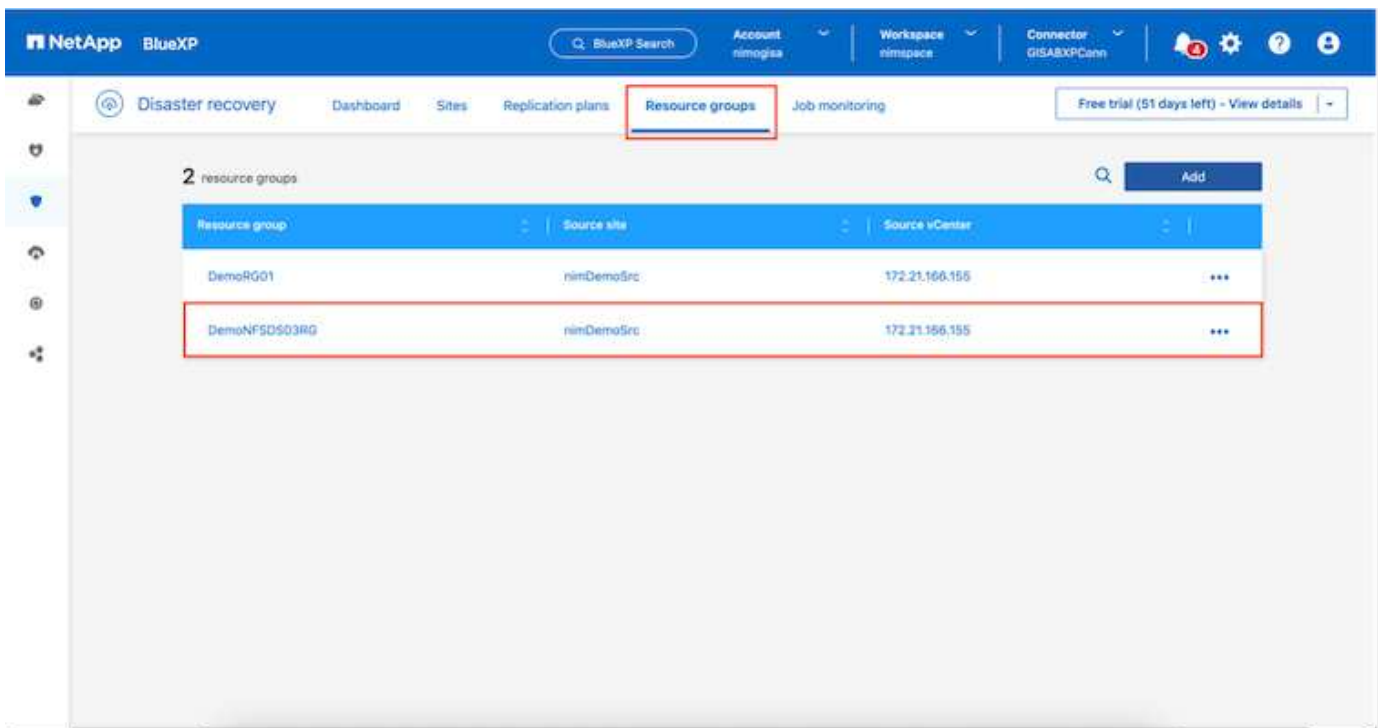 NetApp BlueXP BlueXP Search Account Workspace Connector
nimogisa nimspace GISABXPConn 4
Disaster recovery Dashboard Sites Replication plans Resource groups Job monitoring Free trial (51 days left) - View details
2 resource groups Add
Resource group Source site Source vCenter
DemoRG01 nimDemoSrc 172.21.166.155
DemoNFSDS03RG nimDemoSrc 172.21.166.155